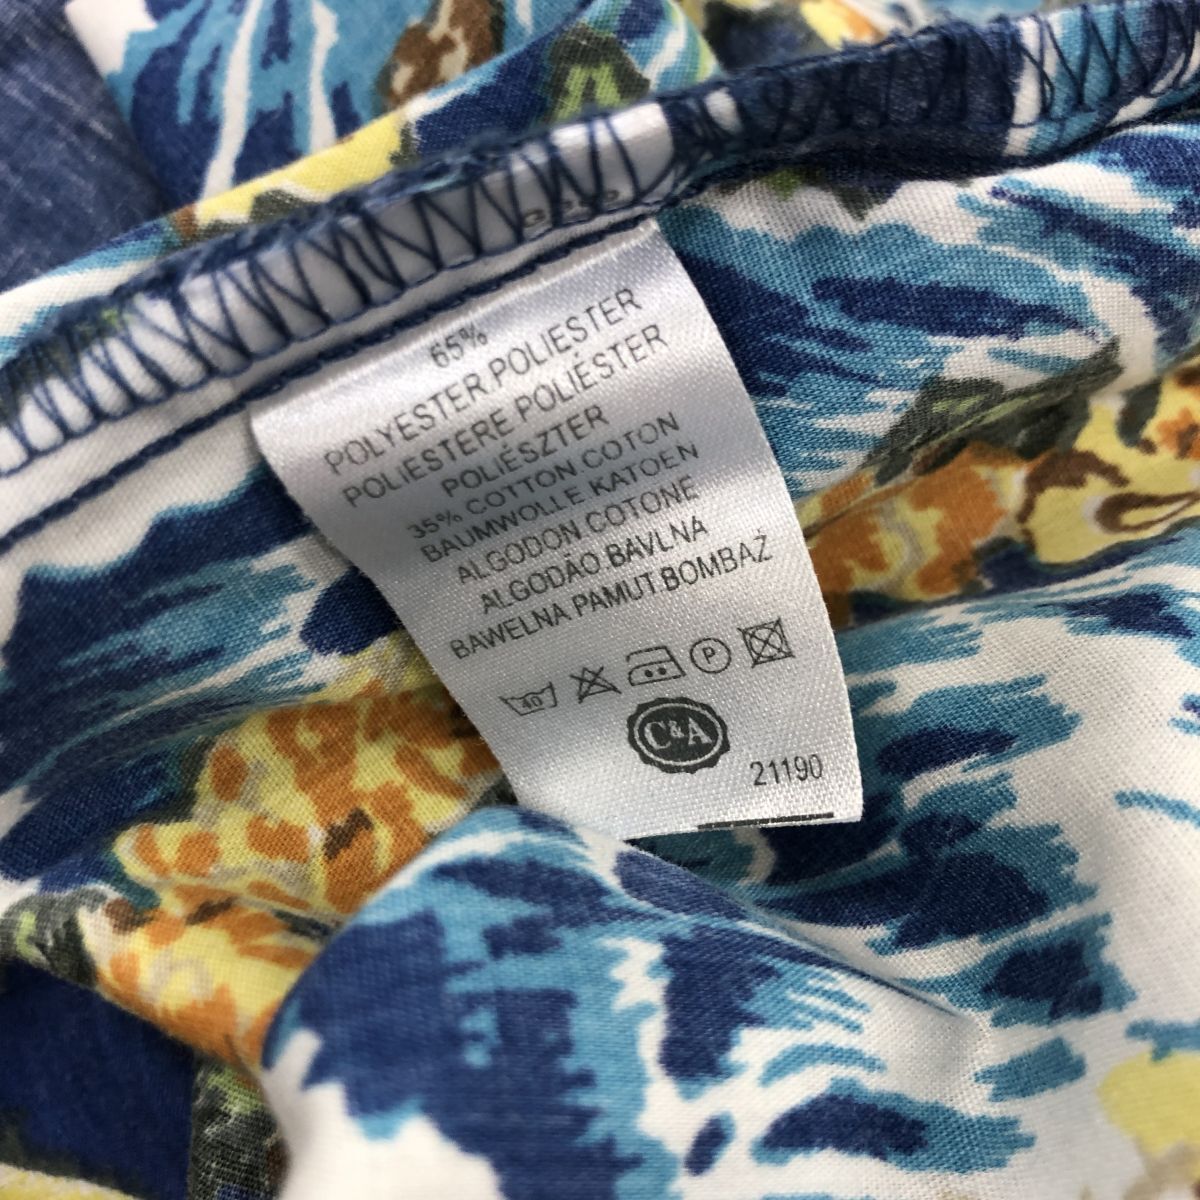 65%
POLYESTER POLIESTER
POLIESTERE POLIÉSTER
POLIÉSZTER
35% COTTON COTON
BAUMWOLLE KATOEN
ALGODON COTONE
ALGODÃO BAVLNA
BAWELNA PAMUT BOMBAŽ
40 P
C&A
21190